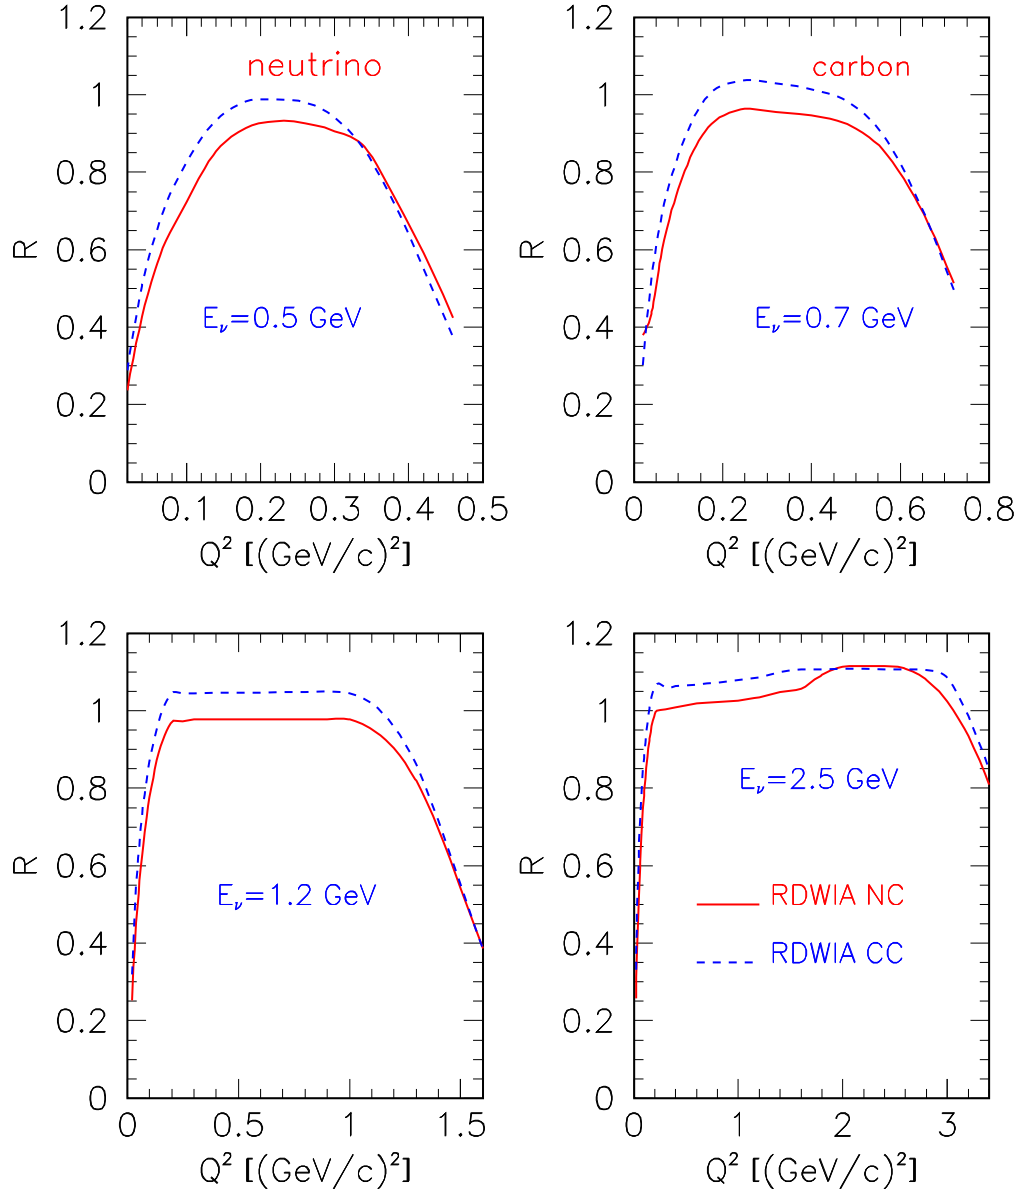 1.2
neutrino
1
0.8
R
0.6
E_ν=0.5 GeV
0.4
0.2
0
0.1 0.2 0.3 0.4 0.5
Q² [(GeV/c)²]
1.2
carbon
1
0.8
R
0.6
E_ν=0.7 GeV
0.4
0.2
0
0 0.2 0.4 0.6 0.8
Q² [(GeV/c)²]
1.2
1
0.8
R
0.6
E_ν=1.2 GeV
0.4
0.2
0
0 0.5 1 1.5
Q² [(GeV/c)²]
1.2
1
E_ν=2.5 GeV
0.8
R
0.6
RDWIA NC
RDWIA CC
0.4
0.2
0
0 1 2 3
Q² [(GeV/c)²]